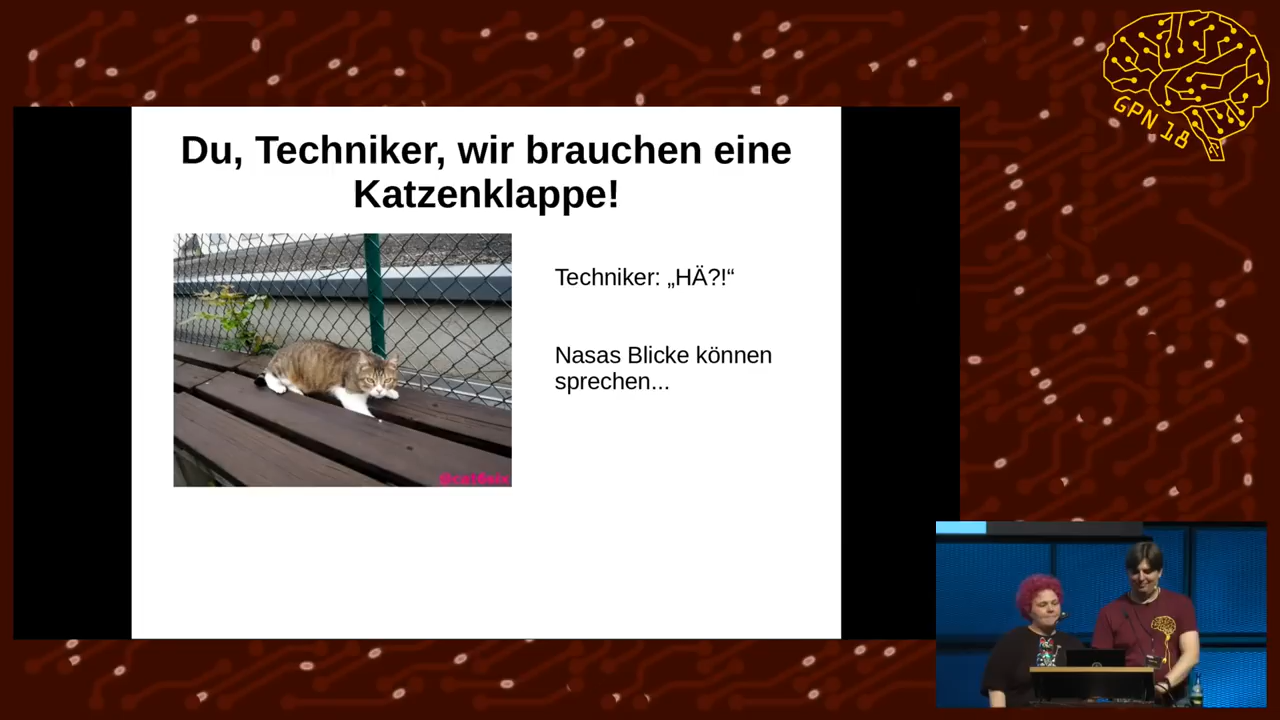 GPN 18
Du, Techniker, wir brauchen eine
Katzenklappe!
Techniker: „HÄ?!“
Nasas Blicke können
sprechen...